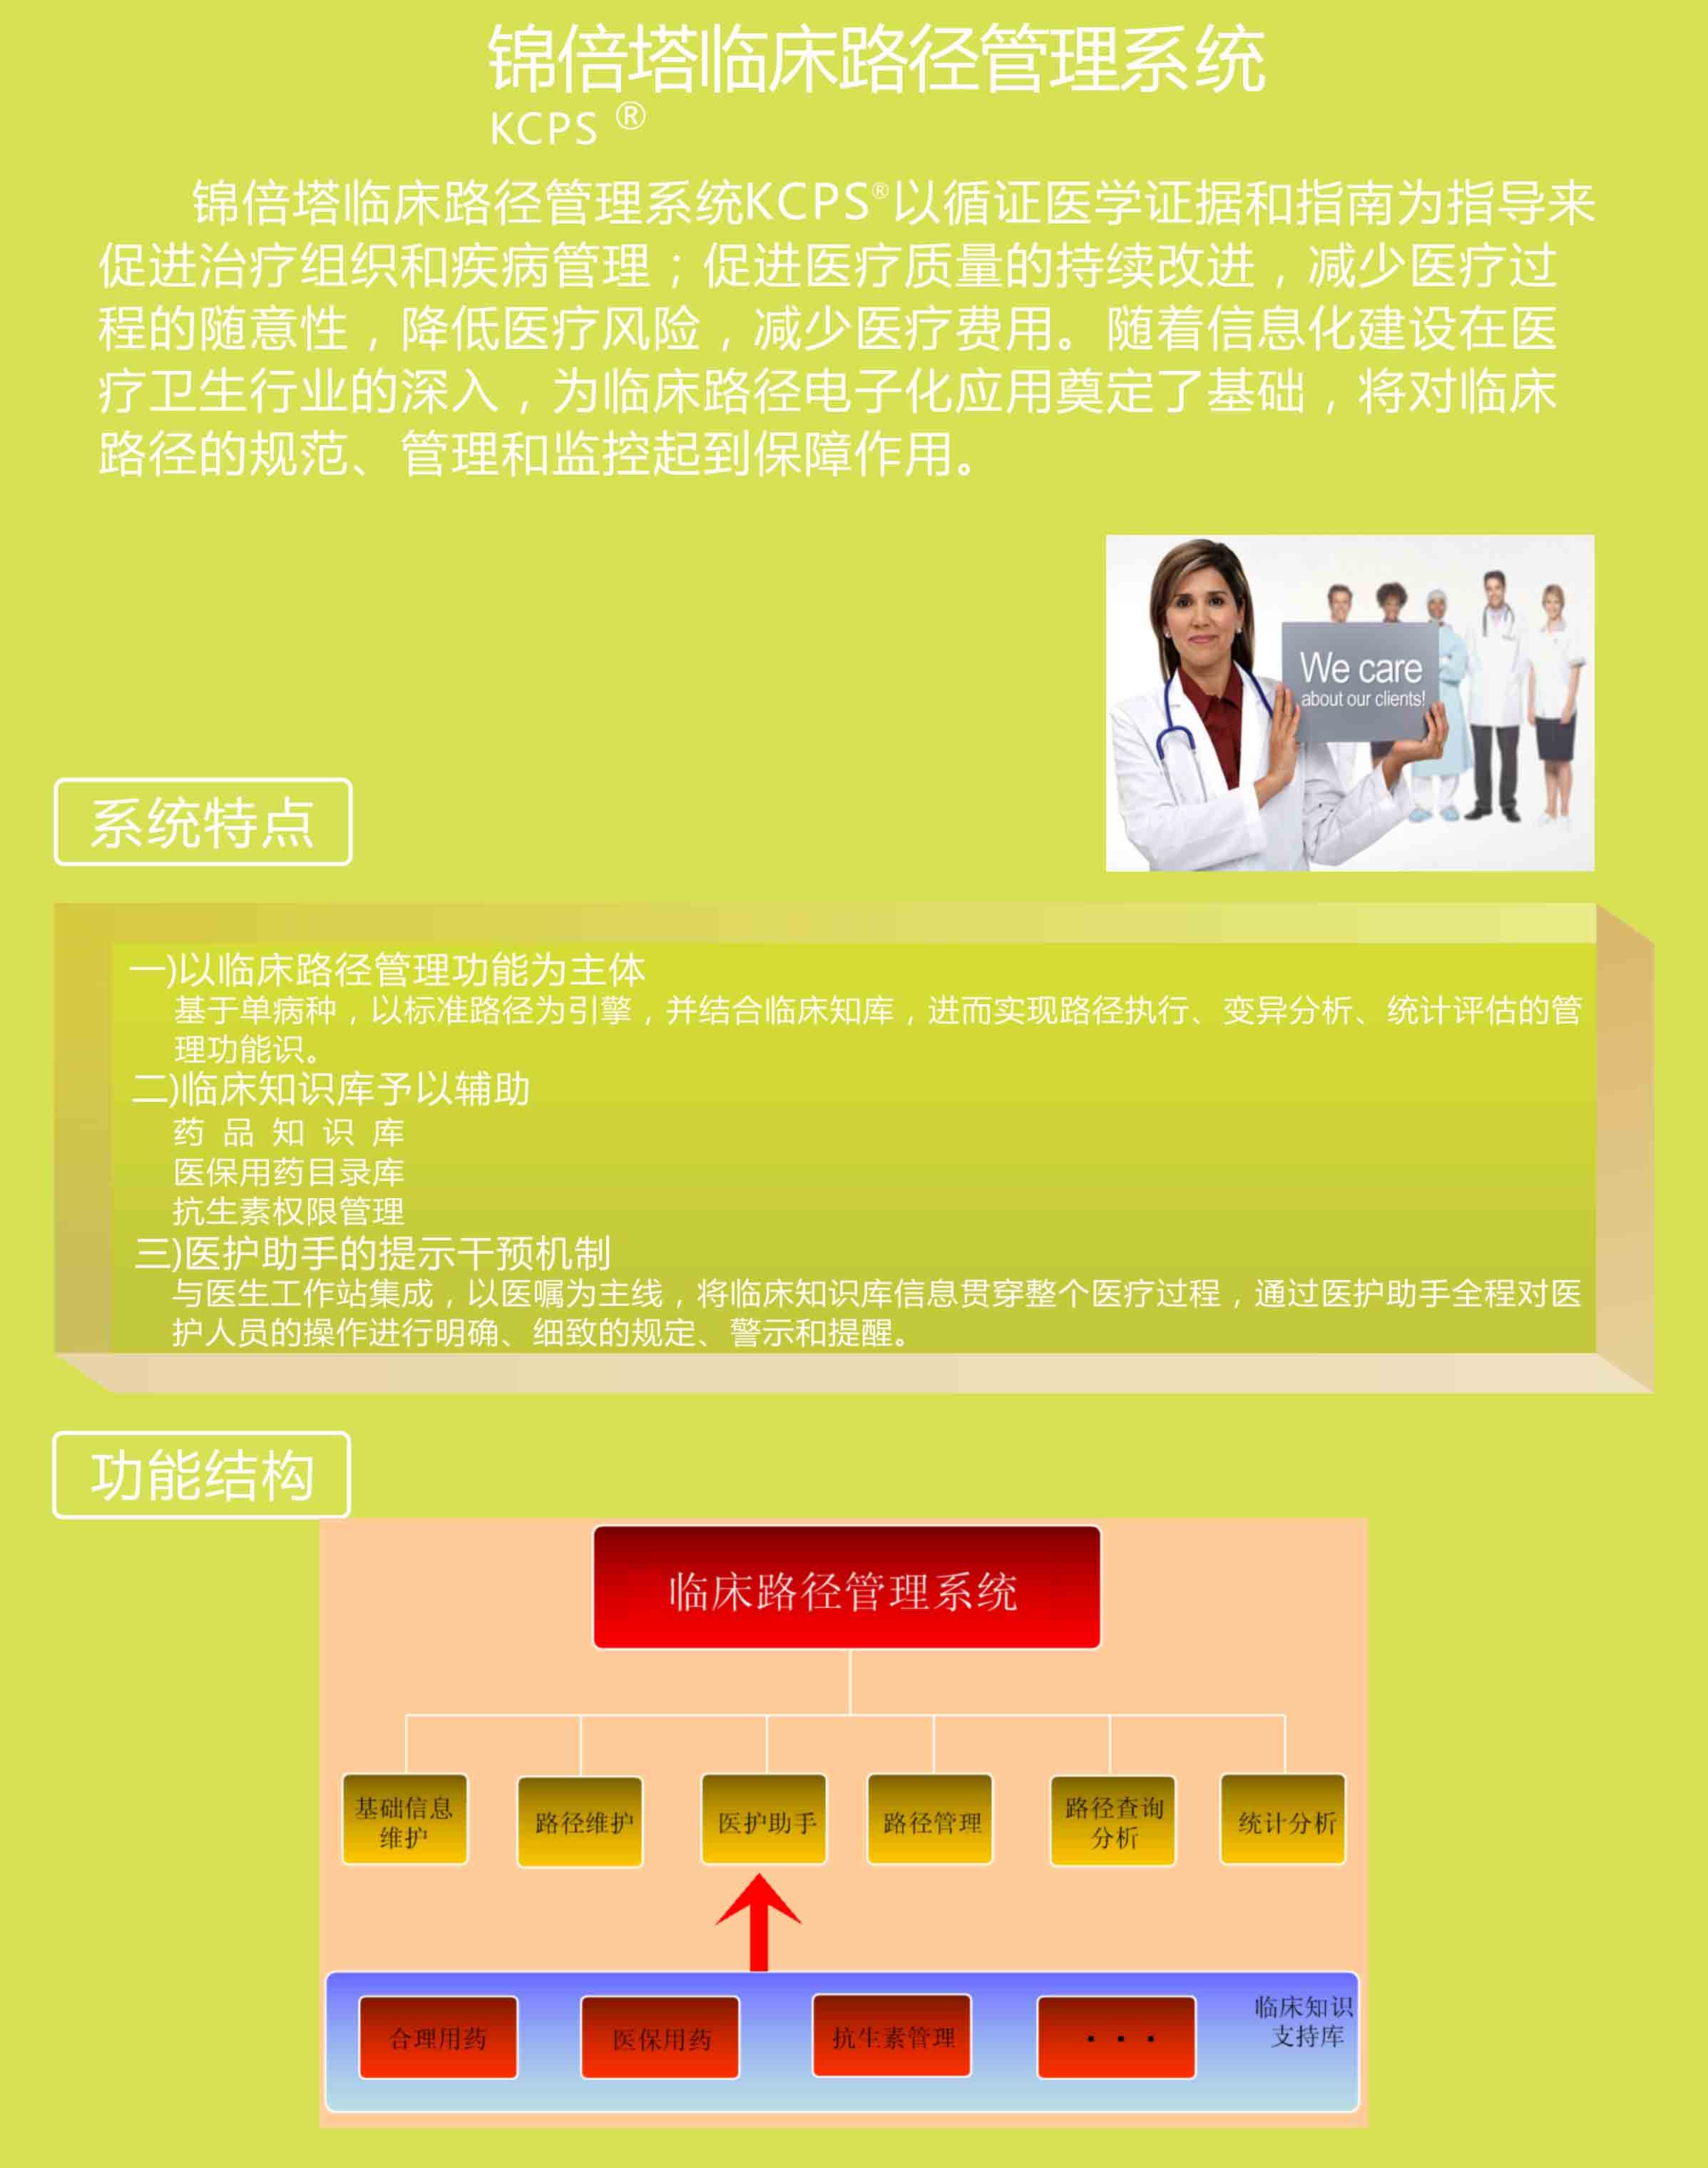 锦倍塔临床路径管理系统
KCPS ®
锦倍塔临床路径管理系统KCPS®以循证医学证据和指南为指导来
促进治疗组织和疾病管理；促进医疗质量的持续改进，减少医疗过
程的随意性，降低医疗风险，减少医疗费用。随着信息化建设在医
疗卫生行业的深入，为临床路径电子化应用奠定了基础，将对临床
路径的规范、管理和监控起到保障作用。
We care
about our clients!
系统特点
一)以临床路径管理功能为主体
基于单病种，以标准路径为引擎，并结合临床知库，进而实现路径执行、变异分析、统计评估的管
理功能识。
二)临床知识库予以辅助
药 品 知 识 库
医保用药目录库
抗生素权限管理
三)医护助手的提示干预机制
与医生工作站集成，以医嘱为主线，将临床知识库信息贯穿整个医疗过程，通过医护助手全程对医
护人员的操作进行明确、细致的规定、警示和提醒。
功能结构
临床路径管理系统
基础信息
维护
路径维护
医护助手
路径管理
路径查询
分析
统计分析
合理用药
医保用药
抗生素管理
· · ·
临床知识
支持库